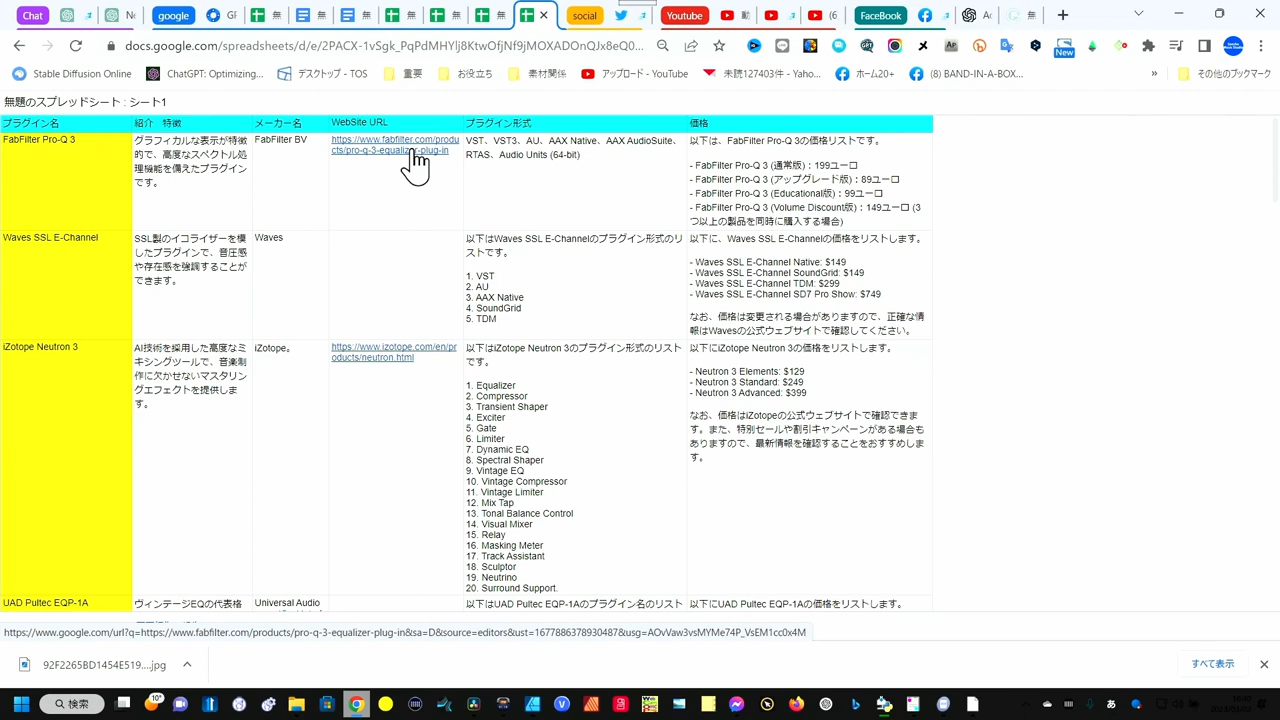 Chat
google
social
Youtube
FaceBook
docs.google.com/spreadsheets/d/e/2PACX-1vSgk_PqPdMHYlj8KtwOfjNf9jMOXADOnQJx8eQ0...
Stable Diffusion Online
ChatGPT: Optimizing...
デスクトップ - TOS
重要
お役立ち
素材関係
アップロード - YouTube
未読127403件 - Yaho...
ホーム20+
(8) BAND-IN-A-BOX...
»
その他のブックマーク
New
無題のスプレッドシート : シート1
プラグイン名 紹介 特徴 メーカー名 WebSite URL プラグイン形式 価格
FabFilter Pro-Q 3
グラフィカルな表示が特徴
的で、高度なスペクトル処
理機能を備えたプラグイン
です。
FabFilter BV
https://www.fabfilter.com/produ
cts/pro-q-3-equalizer-plug-in
VST、VST3、AU、AAX Native、AAX AudioSuite、
RTAS、Audio Units (64-bit)
以下は、FabFilter Pro-Q 3の価格リストです。
- FabFilter Pro-Q 3 (通常版)：199ユーロ
- FabFilter Pro-Q 3 (アップグレード版)：89ユーロ
- FabFilter Pro-Q 3 (Educational版)：99ユーロ
- FabFilter Pro-Q 3 (Volume Discount版)：149ユーロ (3
つ以上の製品を同時に購入する場合)
Waves SSL E-Channel
SSL製のイコライザーを模
したプラグインで、音圧感
や存在感を強調することが
できます。
Waves
以下はWaves SSL E-Channelのプラグイン形式のリ
ストです。
1. VST
2. AU
3. AAX Native
4. SoundGrid
5. TDM
以下に、Waves SSL E-Channelの価格をリストします。
- Waves SSL E-Channel Native: $149
- Waves SSL E-Channel SoundGrid: $149
- Waves SSL E-Channel TDM: $299
- Waves SSL E-Channel SD7 Pro Show: $749
なお、価格は変更される場合がありますので、正確な情
報はWavesの公式ウェブサイトで確認してください。
iZotope Neutron 3
AI技術を採用した高度なミ
キシングツールで、音楽制
作に欠かせないマスタリン
グエフェクトを提供しま
す。
iZotope。
https://www.izotope.com/en/pr
oducts/neutron.html
以下はiZotope Neutron 3のプラグイン形式のリスト
です。
1. Equalizer
2. Compressor
3. Transient Shaper
4. Exciter
5. Gate
6. Limiter
7. Dynamic EQ
8. Spectral Shaper
9. Vintage EQ
10. Vintage Compressor
11. Vintage Limiter
12. Mix Tap
13. Tonal Balance Control
14. Visual Mixer
15. Relay
16. Masking Meter
17. Track Assistant
18. Sculptor
19. Neutrino
20. Surround Support.
以下にiZotope Neutron 3の価格をリストします。
- Neutron 3 Elements: $129
- Neutron 3 Standard: $249
- Neutron 3 Advanced: $399
なお、価格はiZotopeの公式ウェブサイトで確認できま
す。また、特別セールや割引キャンペーンがある場合も
ありますので、最新情報を確認することをおすすめしま
す。
UAD Pultec EQP-1A
ヴィンテージEQの代表格
Universal Audio
以下はUAD Pultec EQP-1Aのプラグイン名のリスト
以下にUAD Pultec EQP-1Aの価格をリストします。
https://www.google.com/url?q=https://www.fabfilter.com/products/pro-q-3-equalizer-plug-in&sa=D&source=editors&ust=1677886378930487&usg=AOvVaw3vsMYMe74P_VsEM1cc0x4M
92F2265BD1454E519....jpg
すべて表示
検索
10°
あ